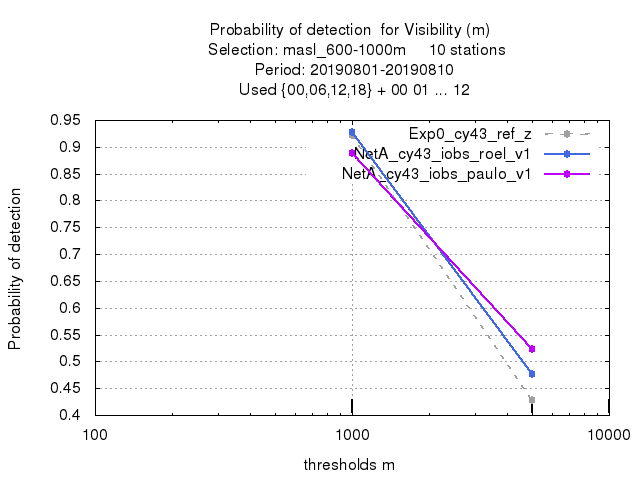 Probability of detection  for Visibility (m)
Selection: masl_600-1000m     10 stations
Period: 20190801-20190810
Used {00,06,12,18} + 00 01 ... 12
Exp0_cy43_ref_z
NetA_cy43_iobs_roel_v1
NetA_cy43_iobs_paulo_v1
Probability of detection
0.95
0.9
0.85
0.8
0.75
0.7
0.65
0.6
0.55
0.5
0.45
0.4
100
1000
10000
thresholds m